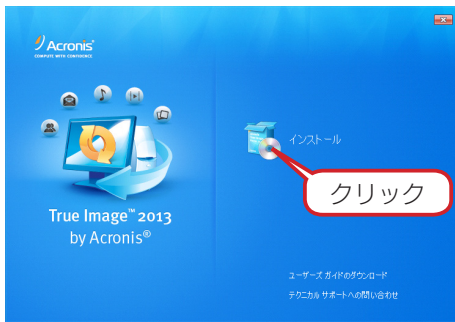 Acronis
COMPUTE WITH CONFIDENCE
インストール
クリック
True Image™ 2013
by Acronis®
ユーザーズ ガイドのダウンロード
テクニカル サポートへの問い合わせ